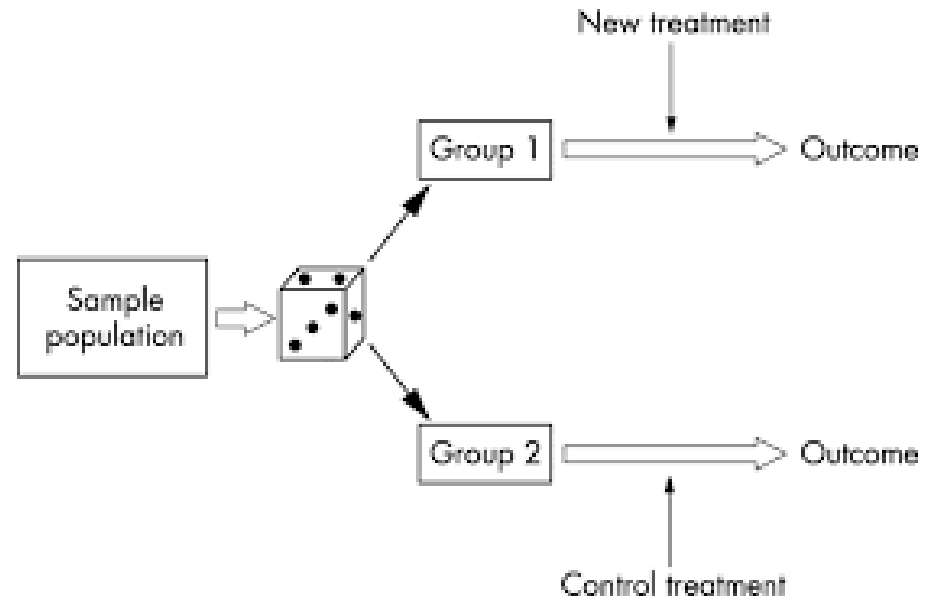 New treatment
Group 1
Outcome
Sample
population
Group 2
Outcome
Control treatment